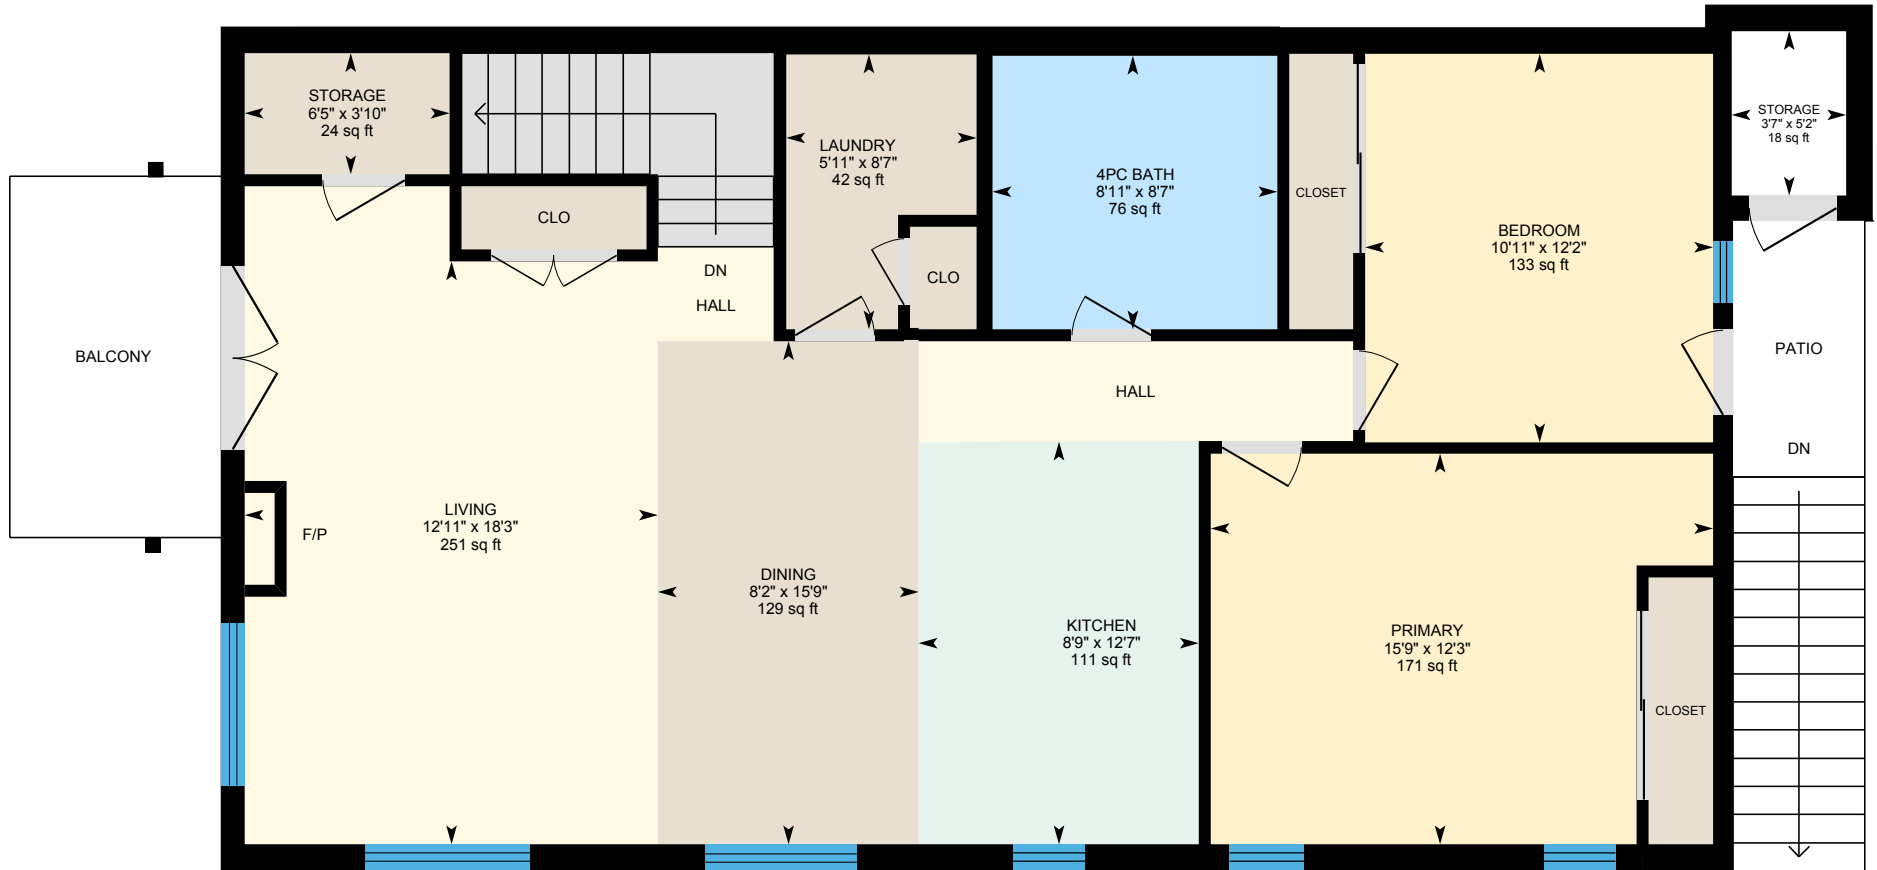 STORAGE
6'5" x 3'10"
24 sq ft
LAUNDRY
5'11" x 8'7"
42 sq ft
4PC BATH
8'11" x 8'7"
76 sq ft
CLOSET
BEDROOM
10'11" x 12'2"
133 sq ft
STORAGE
3'7" x 5'2"
18 sq ft
CLO
DN
HALL
CLO
BALCONY
HALL
PATIO
DN
LIVING
12'11" x 18'3"
251 sq ft
F/P
DINING
8'2" x 15'9"
129 sq ft
KITCHEN
8'9" x 12'7"
111 sq ft
PRIMARY
15'9" x 12'3"
171 sq ft
CLOSET